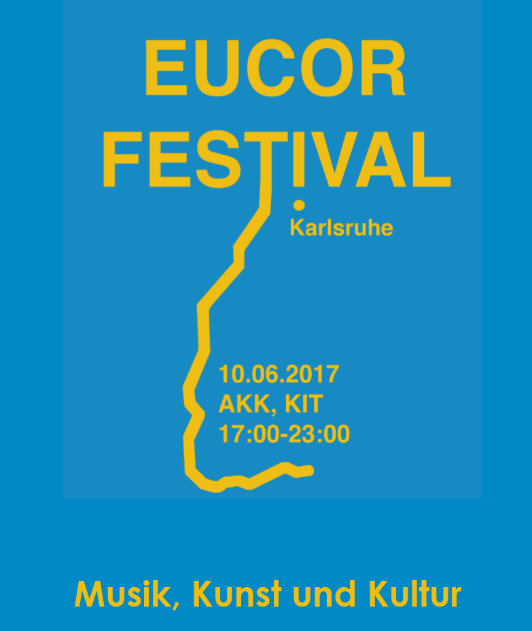 EUCOR
FESTIVAL
Karlsruhe
10.06.2017
AKK, KIT
17:00-23:00
Musik, Kunst und Kultur